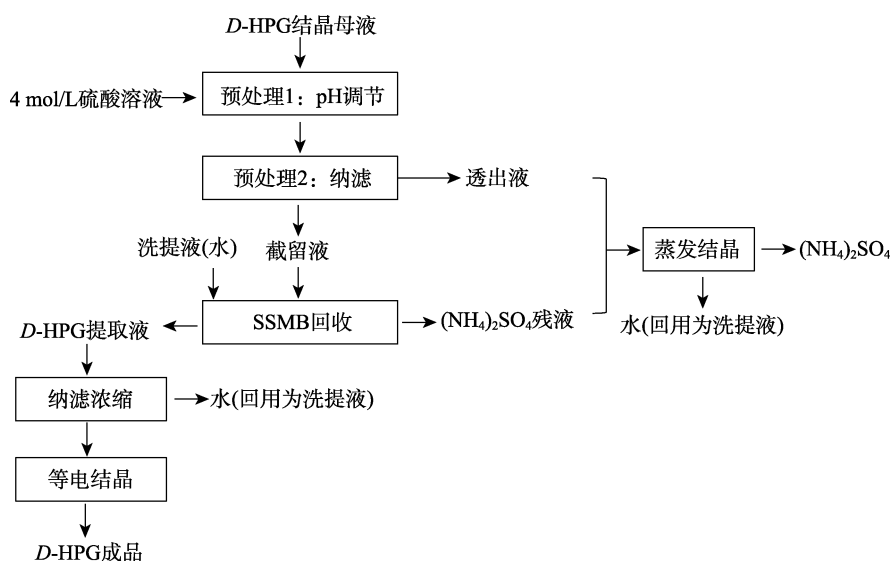 D-HPG结晶母液
4 mol/L硫酸溶液
预处理1：pH调节
预处理2：纳滤
透出液
洗提液(水)
截留液
蒸发结晶
(NH₄)₂SO₄
SSMB回收
(NH₄)₂SO₄残液
水(回用为洗提液)
D-HPG提取液
纳滤浓缩
水(回用为洗提液)
等电结晶
D-HPG成品